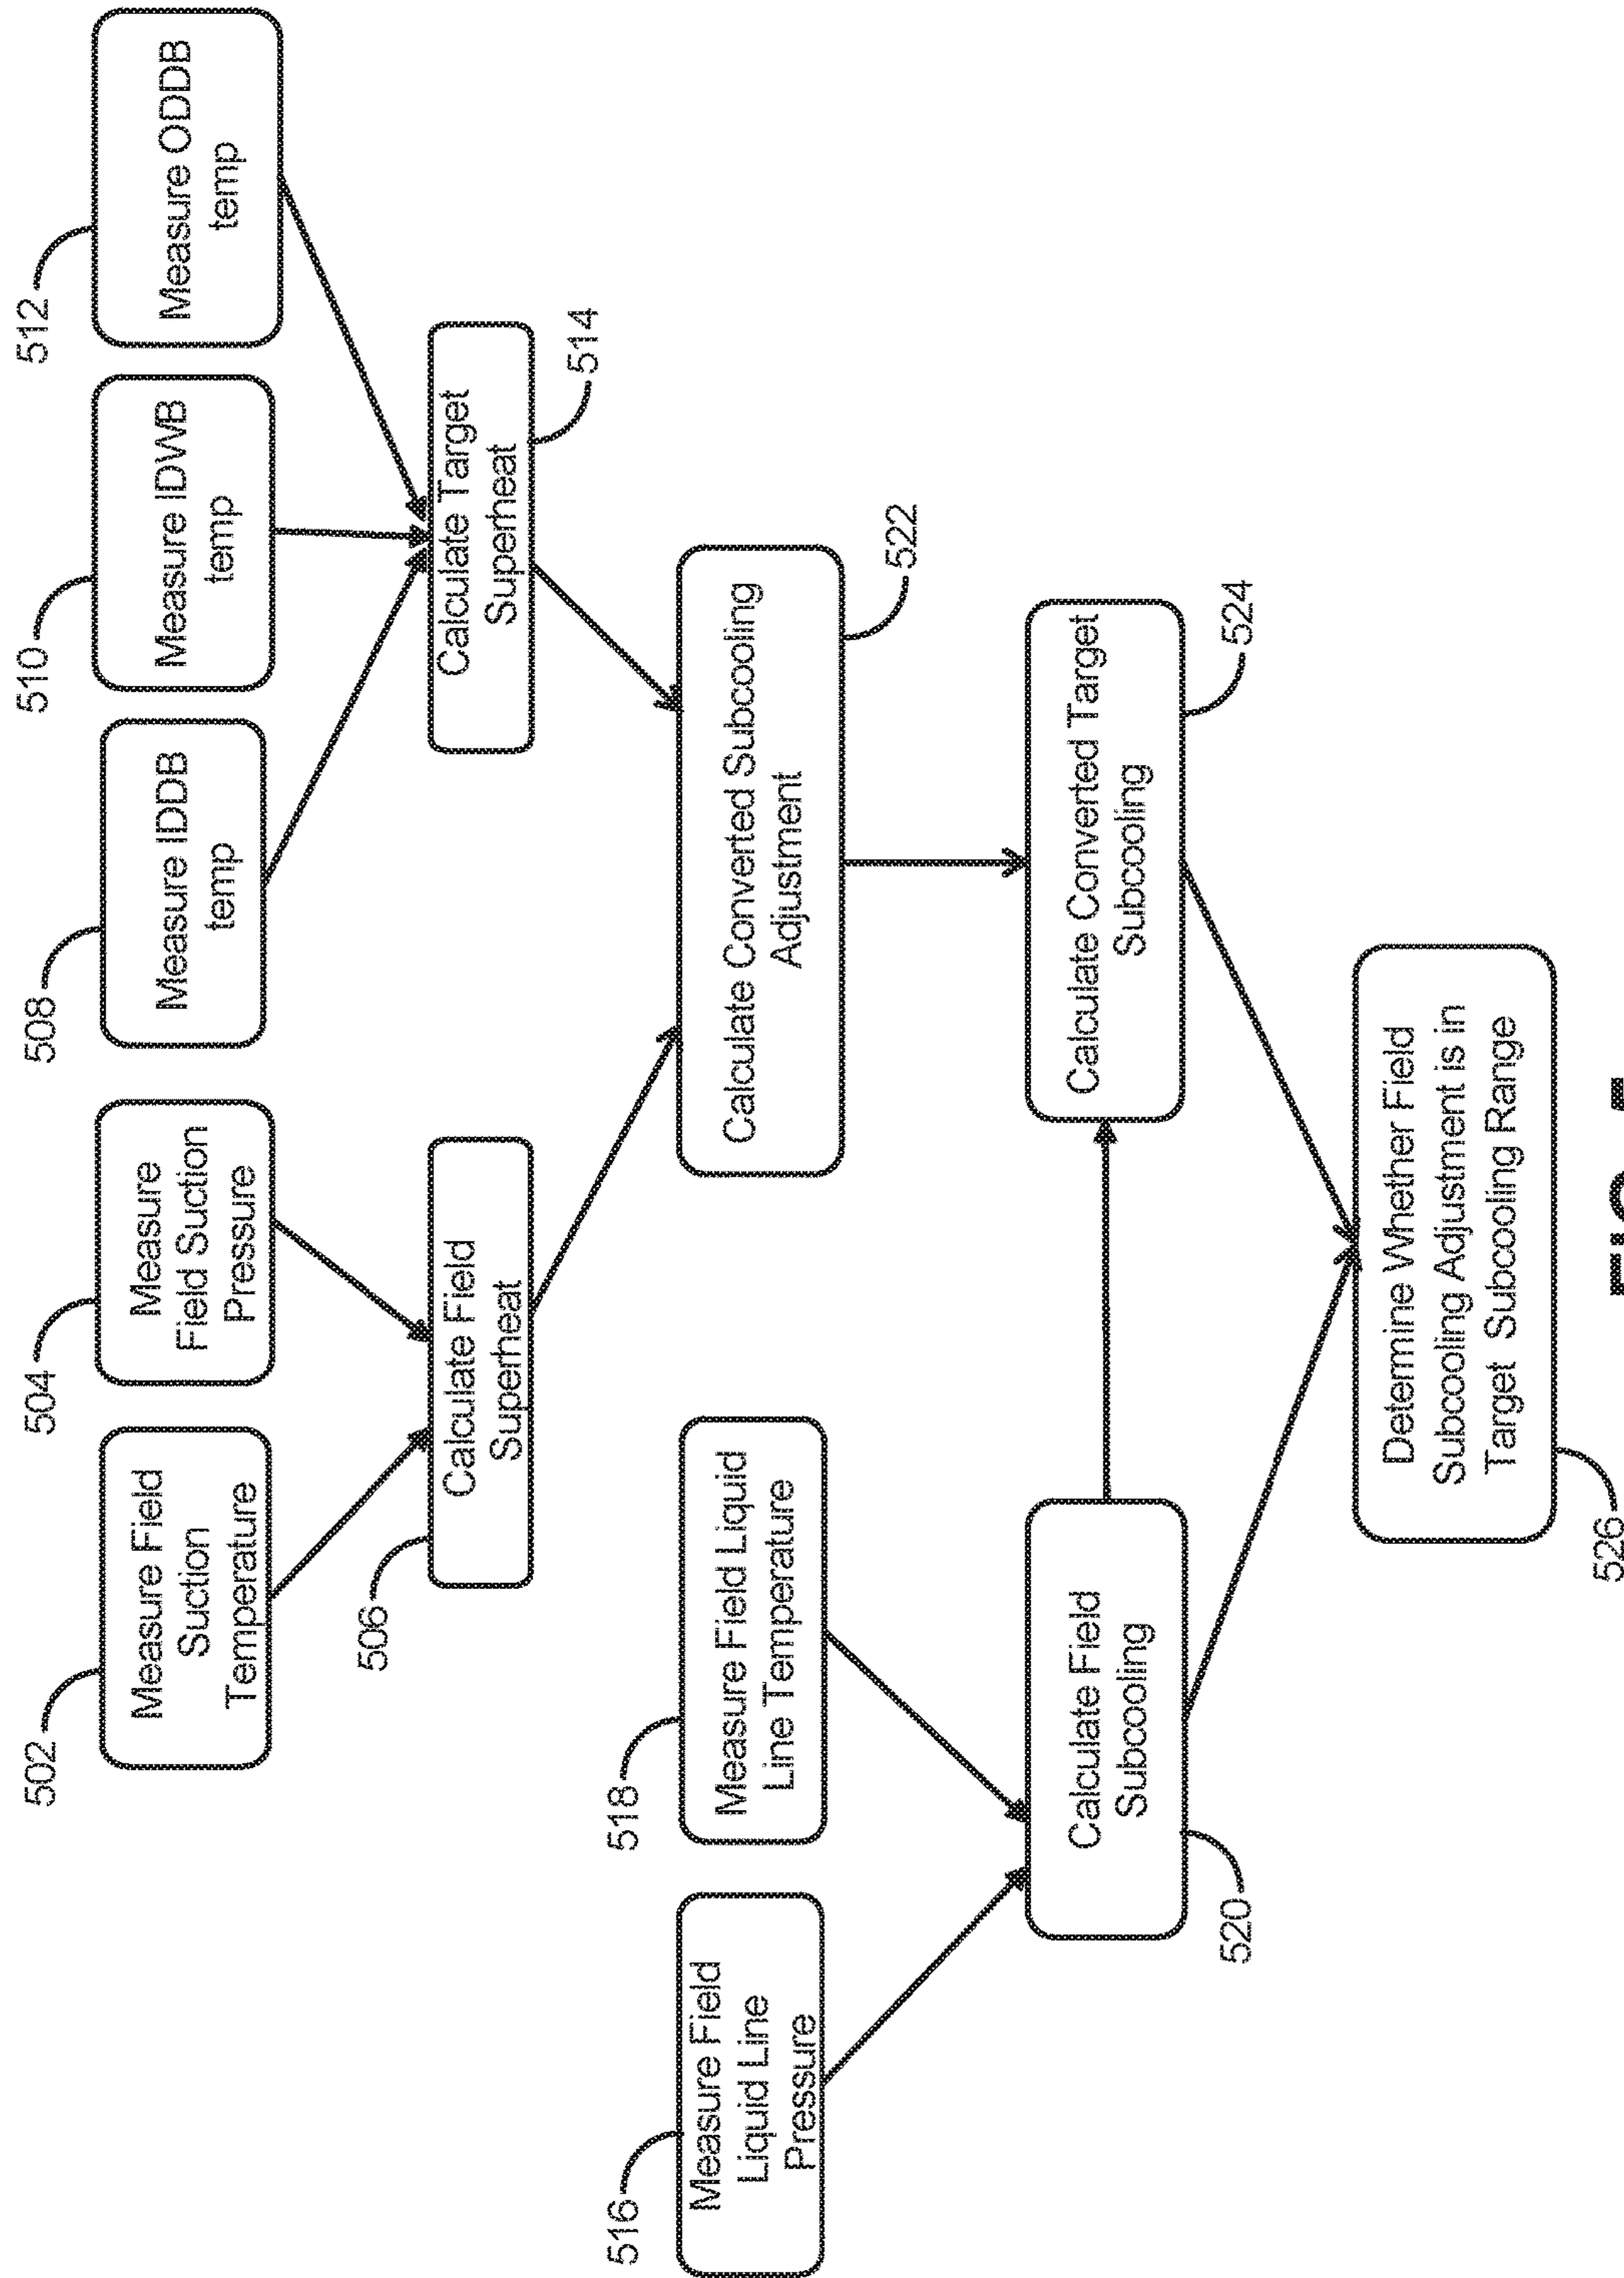 502
Measure Field
Suction
Temperature
504
Measure
Field Suction
Pressure
508
Measure IDDB
temp
510
Measure IDWB
temp
512
Measure ODDB
temp
506
Calculate Field
Superheat
Calculate Target
Superheat
514
516
Measure Field
Liquid Line
Pressure
518
Measure Field Liquid
Line Temperature
Calculate Converted Subcooling
Adjustment
522
Calculate Field
Subcooling
520
Calculate Converted Target
Subcooling
524
Determine Whether Field
Subcooling Adjustment is in
Target Subcooling Range
526